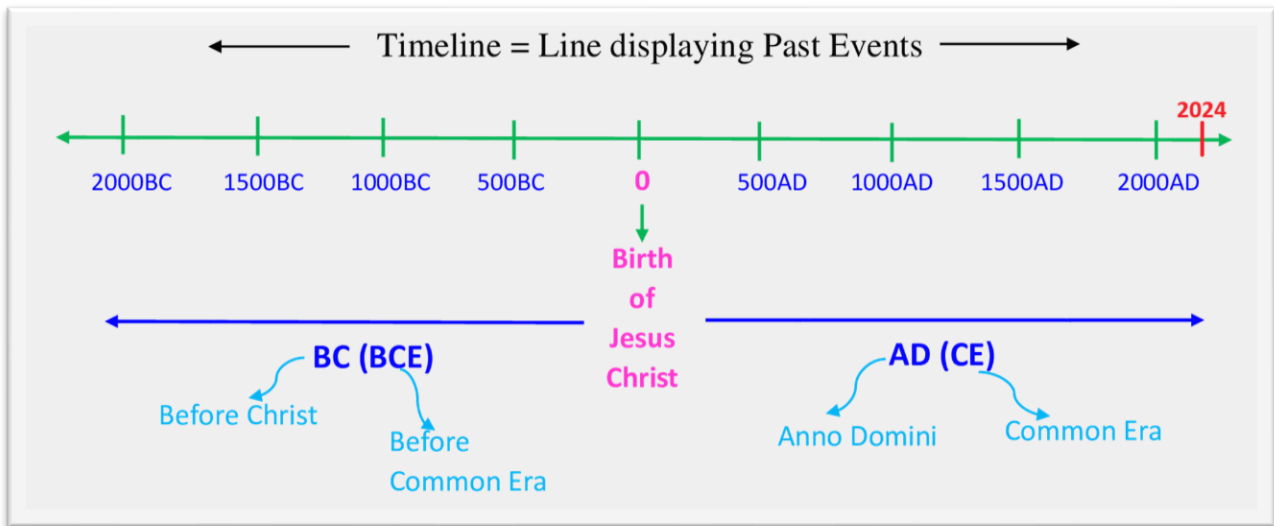 Timeline = Line displaying Past Events
2024
2000BC 1500BC 1000BC 500BC 0 500AD 1000AD 1500AD 2000AD
Birth
of
Jesus
Christ
BC (BCE)
AD (CE)
Before Christ
Before
Common Era
Anno Domini
Common Era